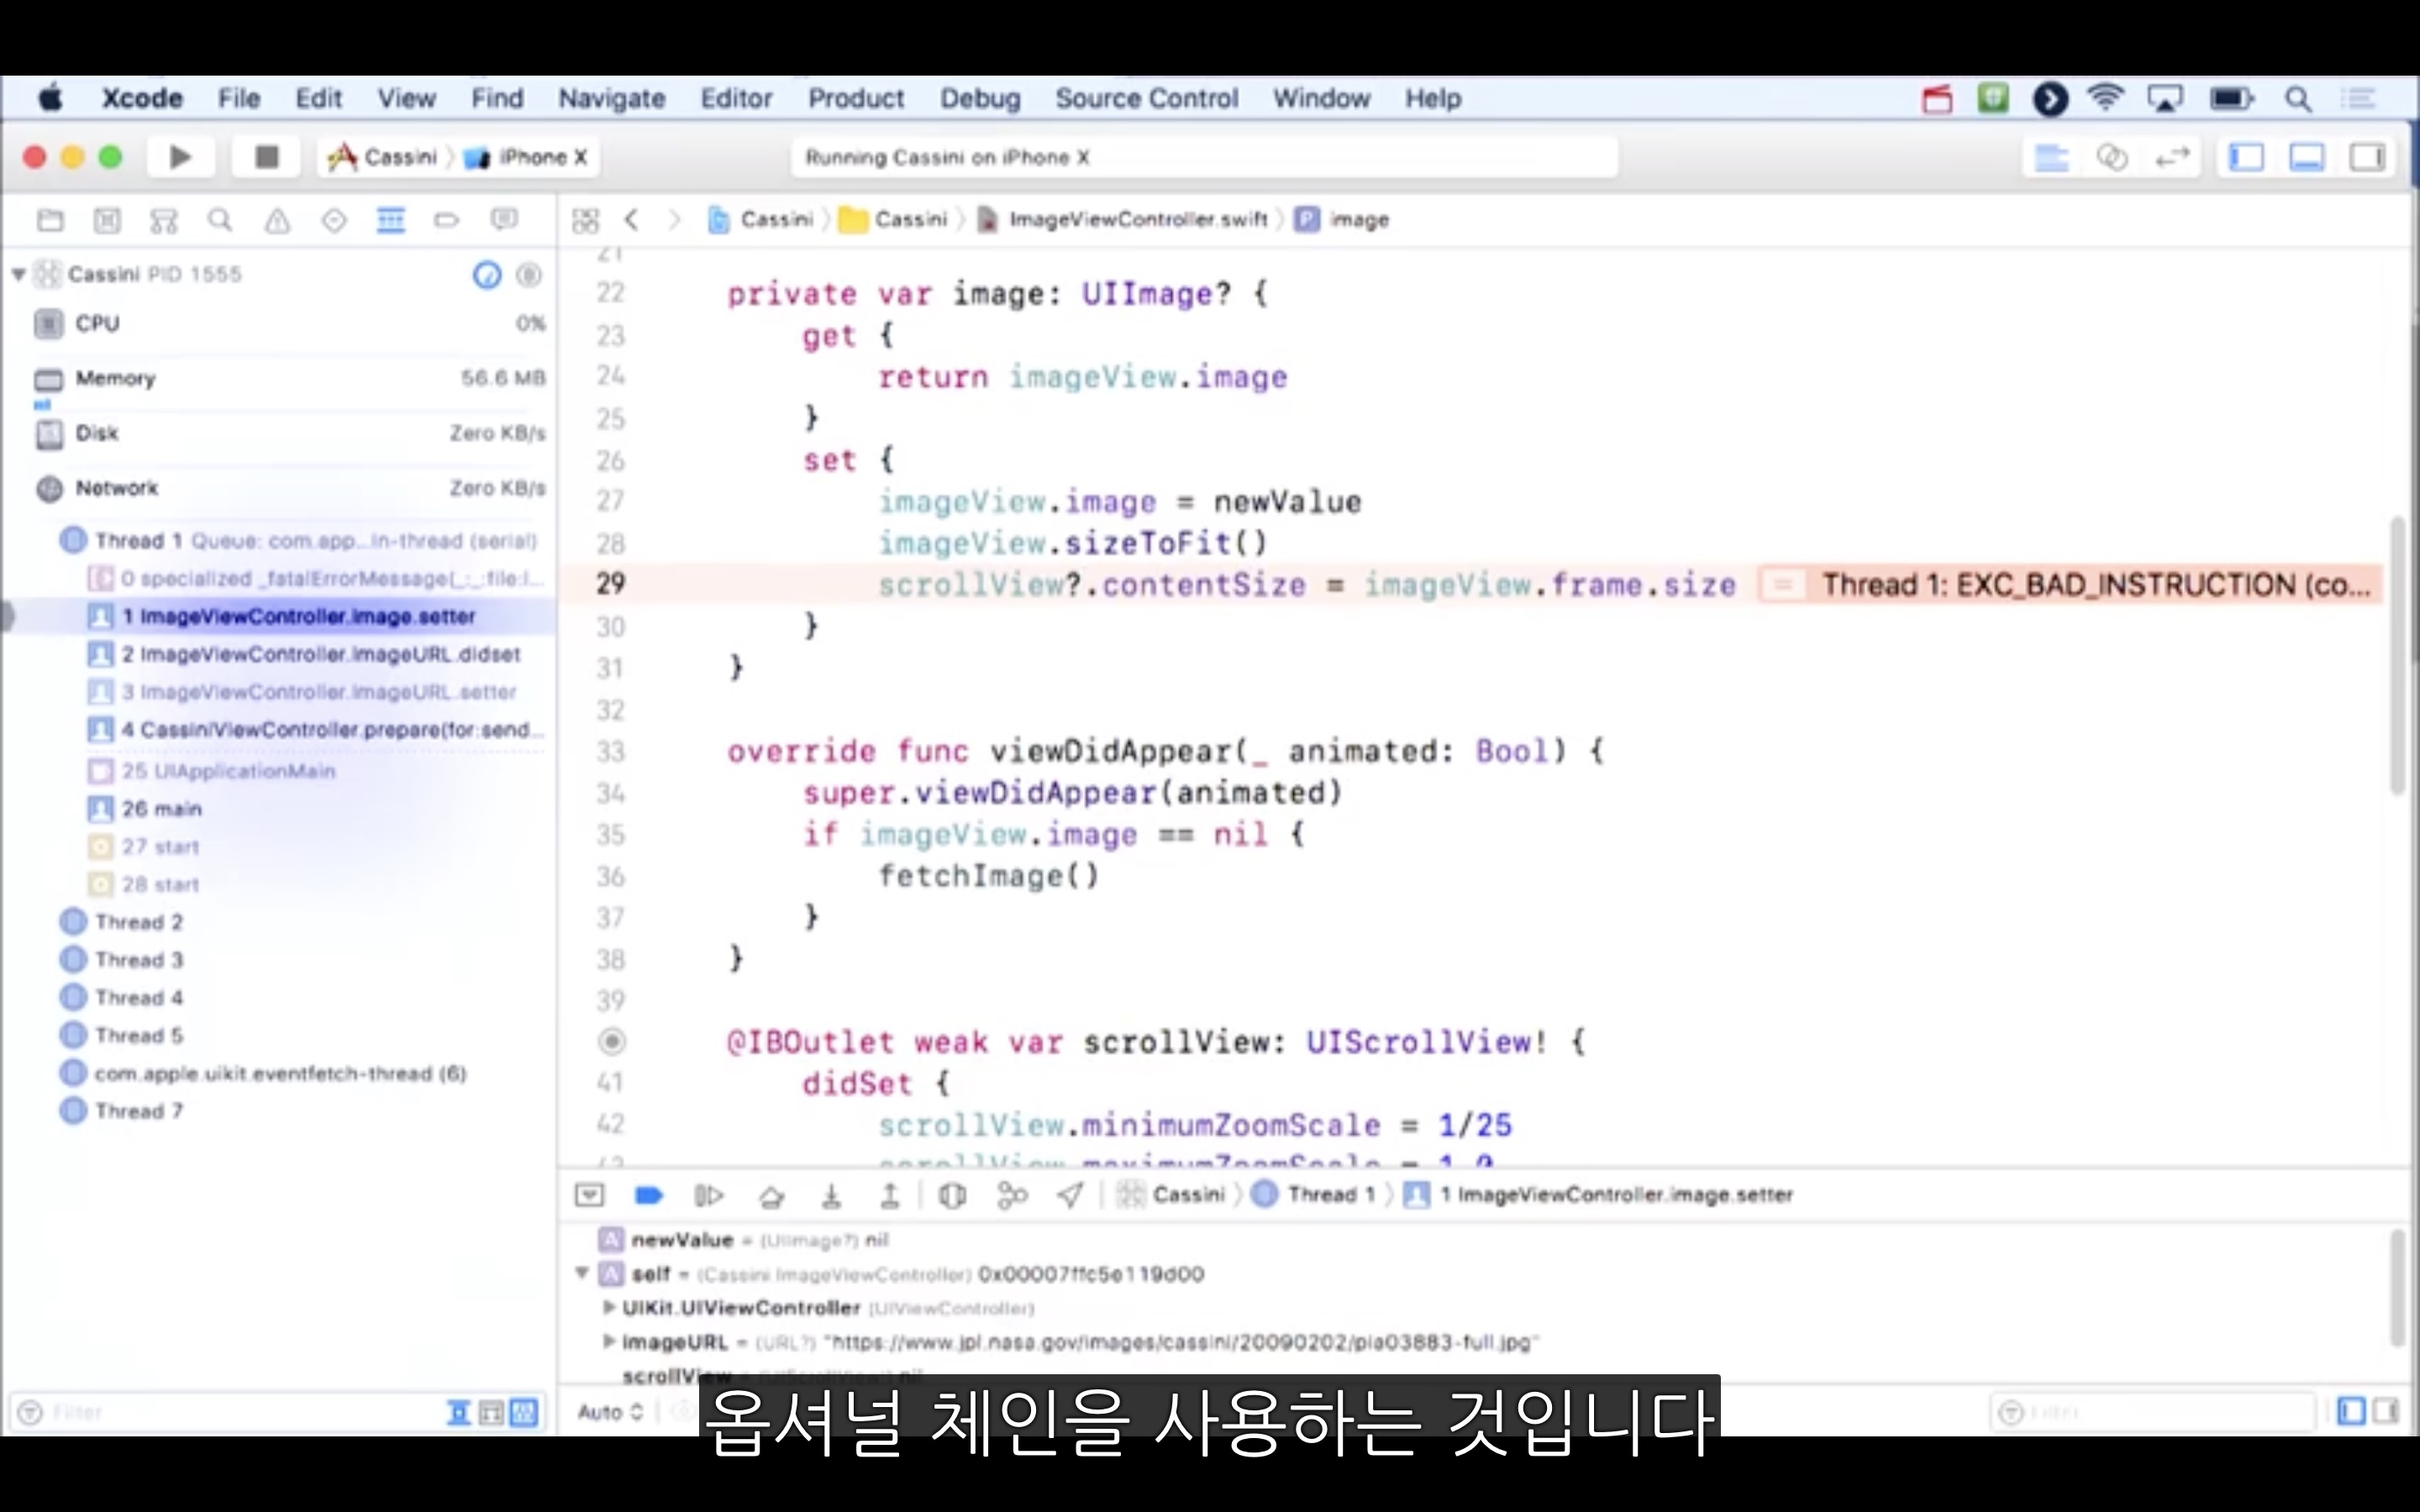 Xcode File Edit View Find Navigate Editor Product Debug Source Control Window Help
Cassini iPhone X
Running Cassini on iPhone X
Cassini Cassini ImageViewController.swift P image
Cassini PID 1555
CPU 0%
Memory 56.6 MB
Disk Zero KB/s
Network Zero KB/s
Thread 1 Queue: com.app...in-thread (serial)
0 specialized _fatalErrorMessage(_:_:file:l...
1 ImageViewController.image.setter
2 ImageViewController.imageURL.didset
3 ImageViewController.imageURL.setter
4 CassiniViewController.prepare(for:send...
25 UIApplicationMain
26 main
27 start
28 start
Thread 2
Thread 3
Thread 4
Thread 5
com.apple.uikit.eventfetch-thread (6)
Thread 7
Filter
21
22 private var image: UIImage? {
23 get {
24 return imageView.image
25 }
26 set {
27 imageView.image = newValue
28 imageView.sizeToFit()
29 scrollView?.contentSize = imageView.frame.size = Thread 1: EXC_BAD_INSTRUCTION (co...
30 }
31 }
32
33 override func viewDidAppear(_ animated: Bool) {
34 super.viewDidAppear(animated)
35 if imageView.image == nil {
36 fetchImage()
37 }
38 }
39
@IBOutlet weak var scrollView: UIScrollView! {
41 didSet {
42 scrollView.minimumZoomScale = 1/25
scrollView.maximumZoomScale = 1.0
Cassini Thread 1 1 ImageViewController.image.setter
A newValue = (UIImage?) nil
A self = (Cassini.ImageViewController) 0x00007ffc5e119d00
UIKit.UIViewController (UIViewController)
imageURL = (URL?) "https://www.jpl.nasa.gov/images/cassini/20090202/pia03883-full.jpg"
scrollView = (UIScrollView!) nil
Auto
Filter
옵셔널 체인을 사용하는 것입니다